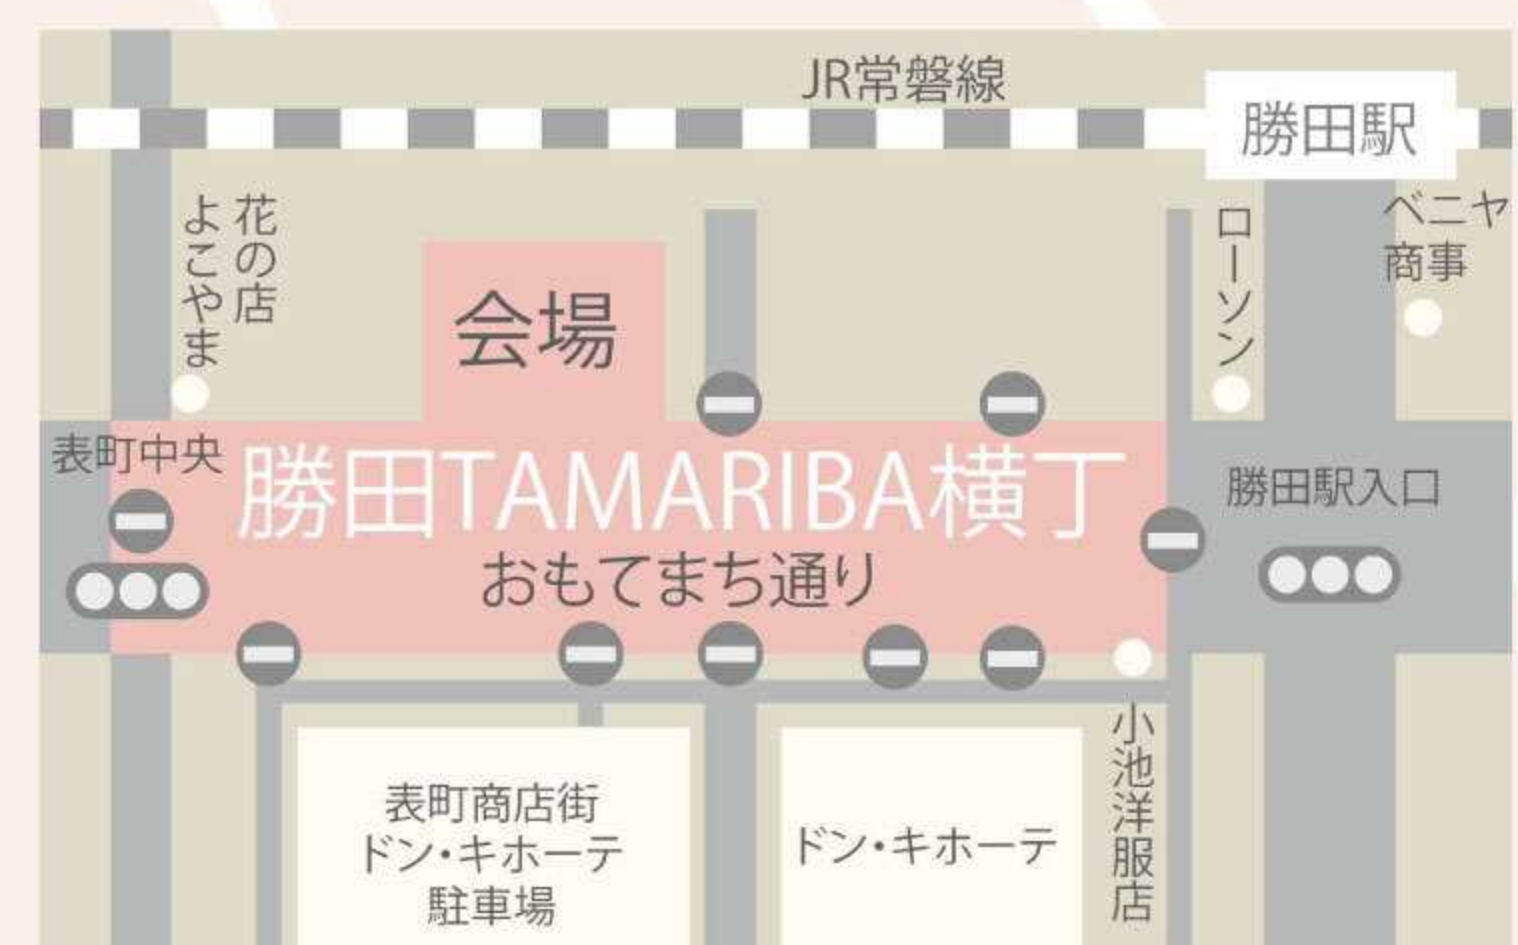 JR常磐線
勝田駅
花の店
よこやま
会場
ローソン
ベニヤ
商事
表町中央
勝田TAMARIBA横丁
おもてまち通り
勝田駅入口
表町商店街
ドン・キホーテ
駐車場
ドン・キホーテ
小池洋服店